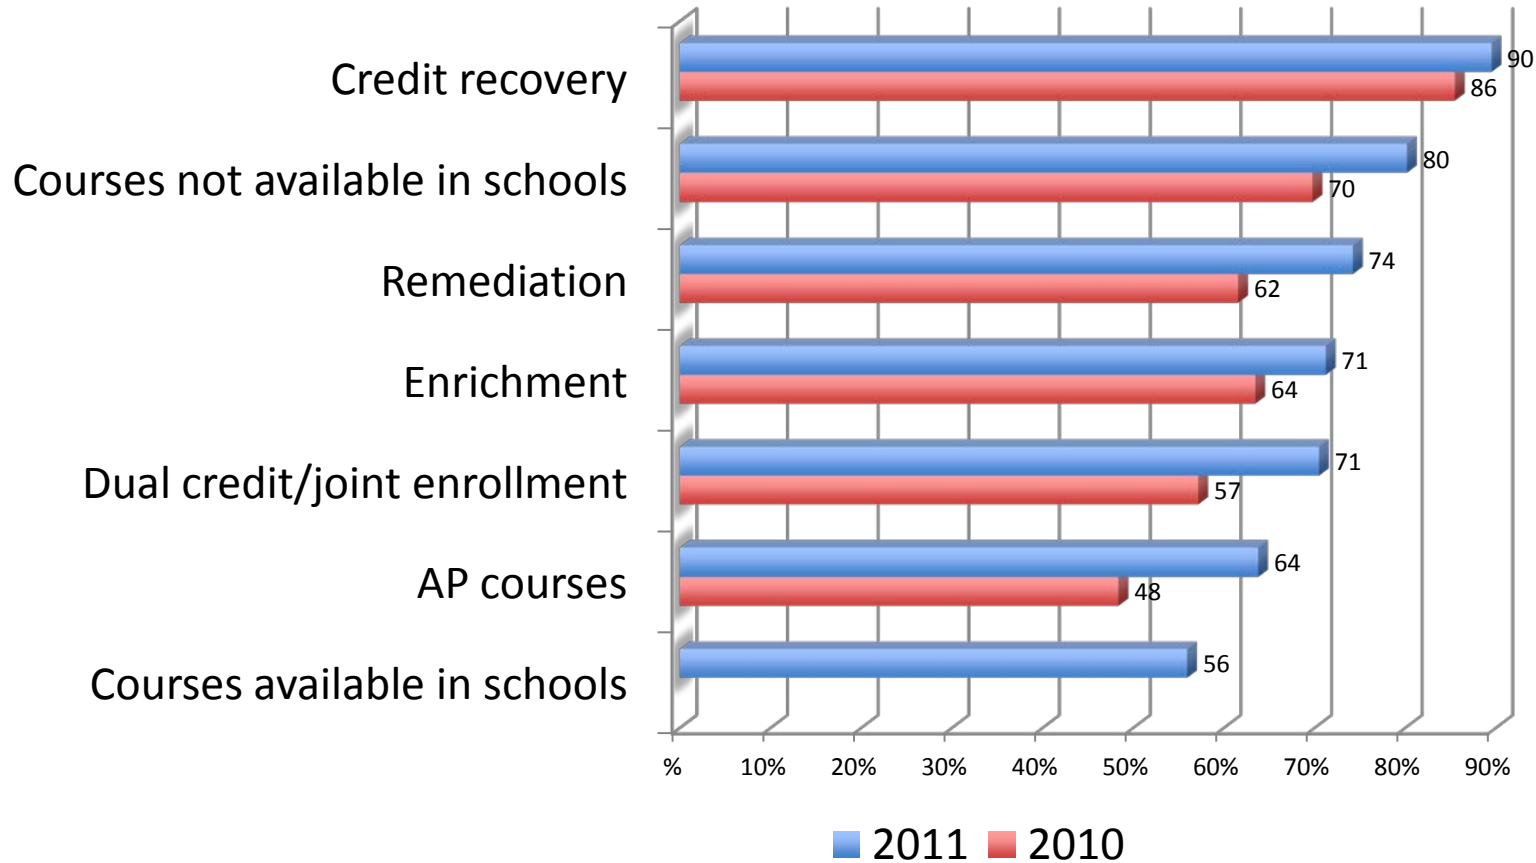 Credit recovery
90
86
Courses not available in schools
80
70
Remediation
74
62
Enrichment
71
64
Dual credit/joint enrollment
71
57
AP courses
64
48
Courses available in schools
56
% 10% 20% 30% 40% 50% 60% 70% 80% 90%
2011 2010